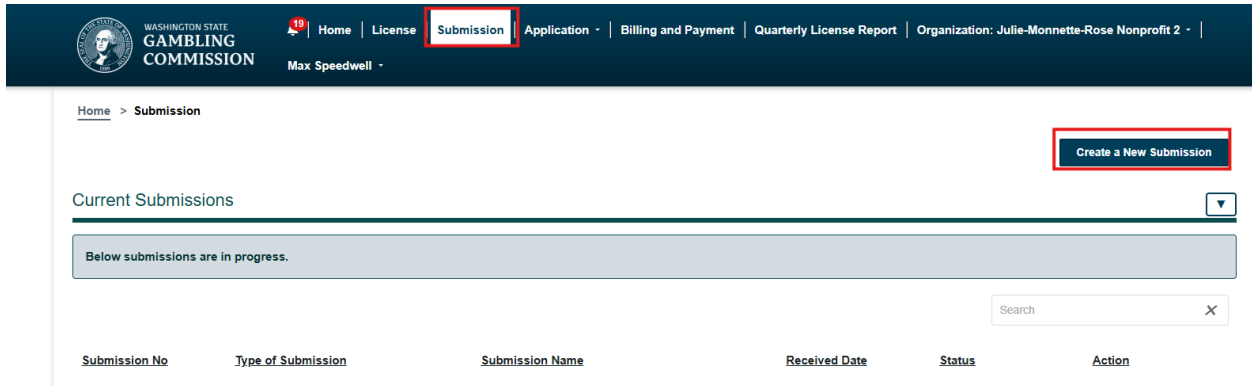 WASHINGTON STATE
GAMBLING
COMMISSION
19 Home License Submission Application Billing and Payment Quarterly License Report Organization: Julie-Monnette-Rose Nonprofit 2
Max Speedwell
Home > Submission
Create a New Submission
Current Submissions
Below submissions are in progress.
Search
Submission No Type of Submission Submission Name Received Date Status Action